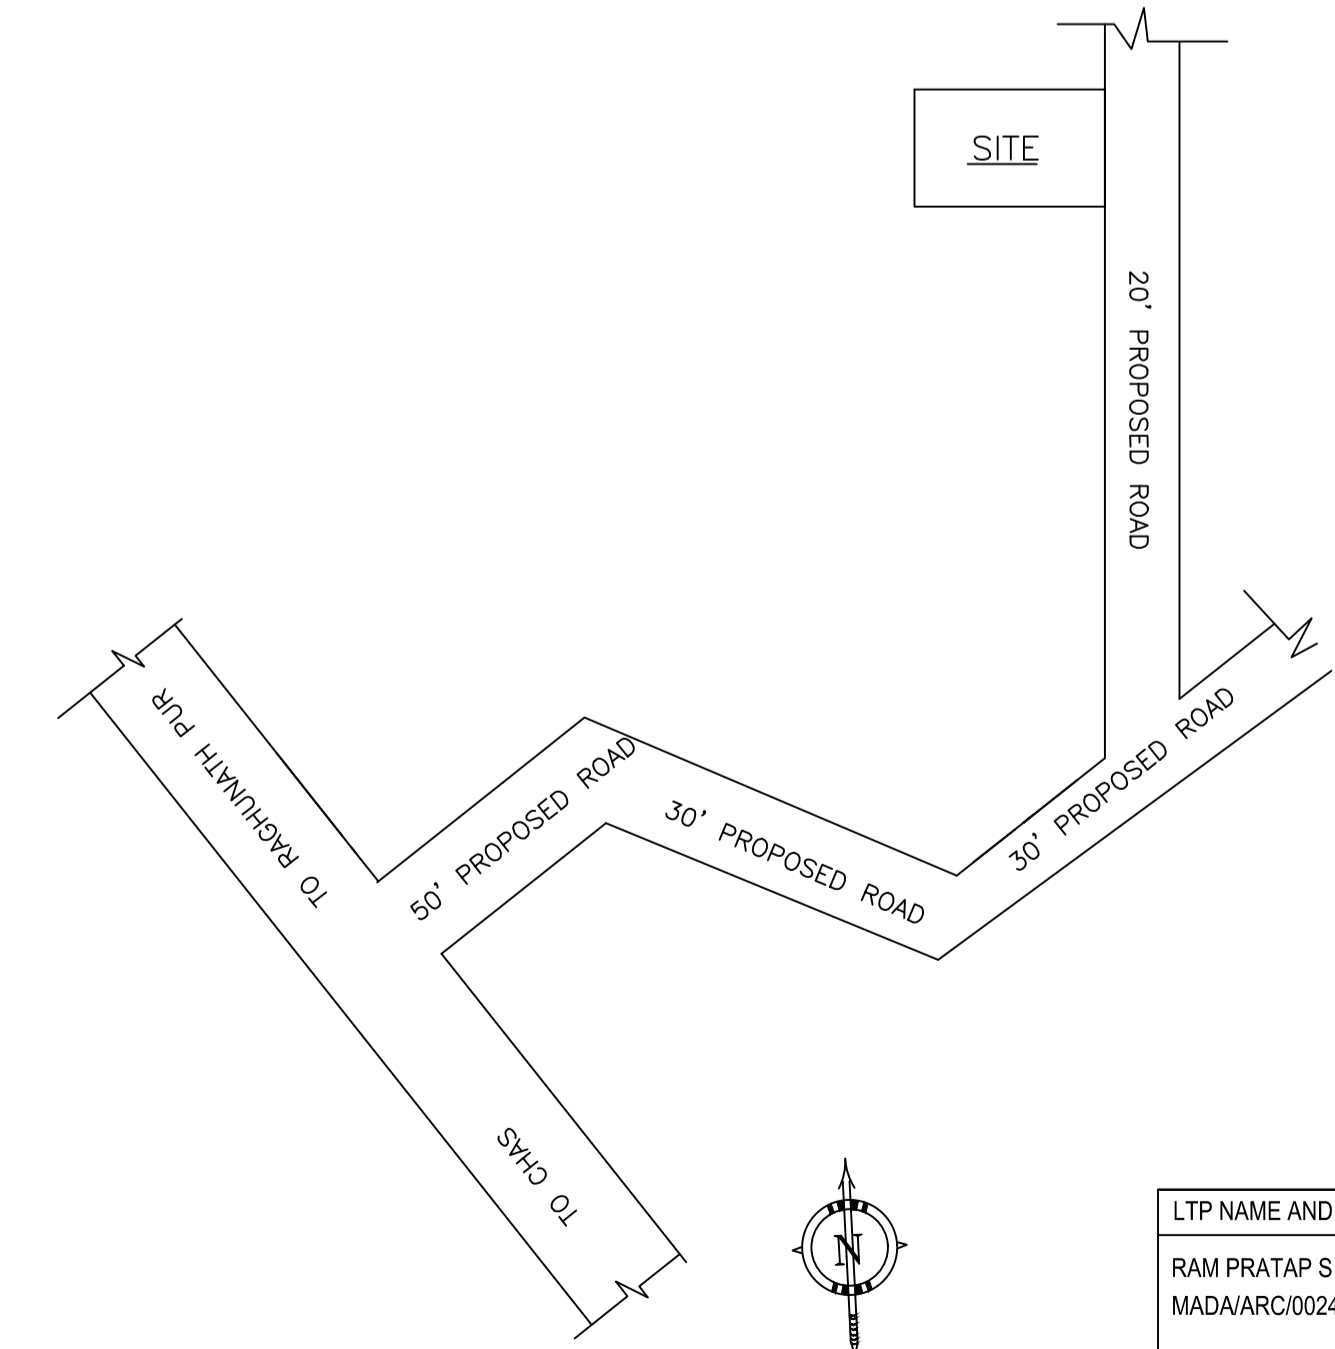 SITE
20' PROPOSED ROAD
TO RAGHUNATH PUR
50' PROPOSED ROAD
30' PROPOSED ROAD
30' PROPOSED ROAD
TO CHAS
N
LTP NAME AND
RAM PRATAP S
MADA/ARC/0024